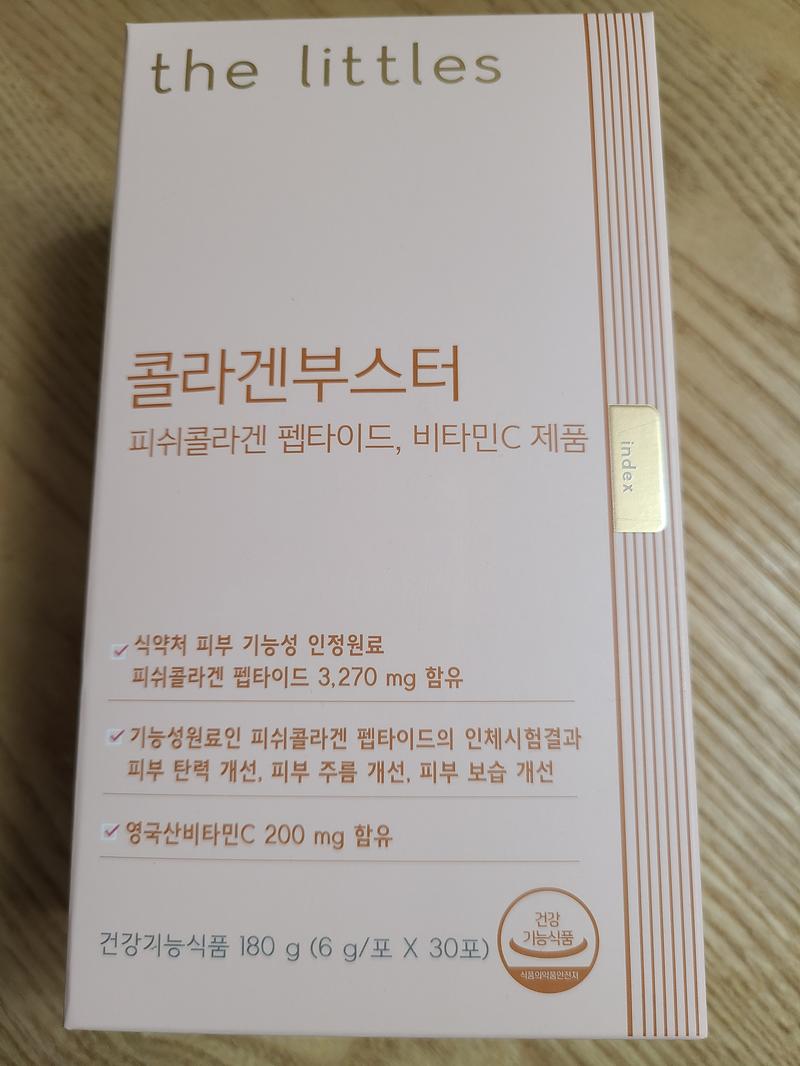 the littles
콜라겐부스터
피쉬콜라겐 펩타이드, 비타민C 제품
index
식약처 피부 기능성 인정원료
피쉬콜라겐 펩타이드 3,270 mg 함유
기능성원료인 피쉬콜라겐 펩타이드의 인체시험결과
피부 탄력 개선, 피부 주름 개선, 피부 보습 개선
영국산비타민C 200 mg 함유
건강기능식품 180 g (6 g/포 X 30포)
건강
기능식품
식품의약품안전처